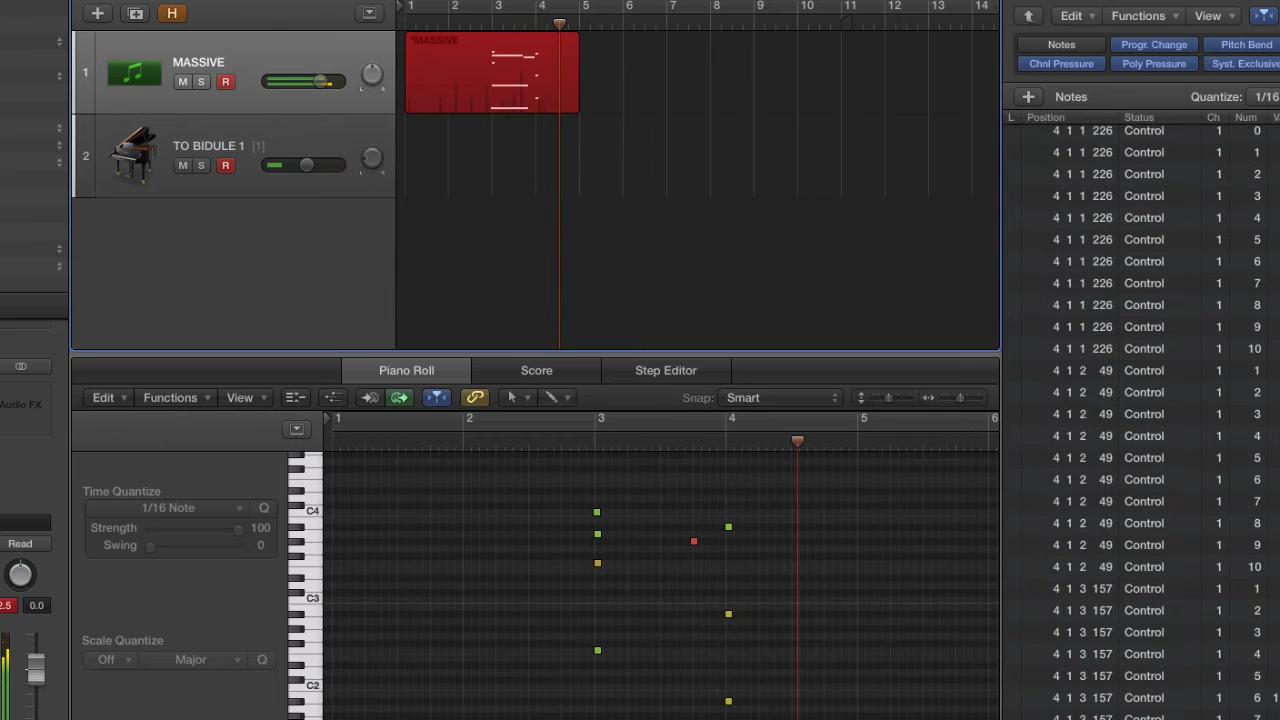 H
1 2 3 4 5 6 7 8 9 10 11 12 13 14
1
MASSIVE
M S R
L R
*MASSIVE
2
TO BIDULE 1 [1]
M S R
L R
Edit Functions View
Notes Progr. Change Pitch Bend
Chnl Pressure Poly Pressure Syst. Exclusive
Notes Quantize: 1/16
L Position Status Ch Num
4 1 1 226 Control 1 0
4 1 1 226 Control 1 1
4 1 1 226 Control 1 2
4 1 1 226 Control 1 3
4 1 1 226 Control 1 4
4 1 1 226 Control 1 5
4 1 1 226 Control 1 6
4 1 1 226 Control 1 7
4 1 1 226 Control 1 8
4 1 1 226 Control 1 9
4 1 1 226 Control 1 10
4 1 2 49 Control 1 1
4 1 2 49 Control 1 2
4 1 2 49 Control 1 3
4 1 2 49 Control 1 4
4 1 2 49 Control 1 5
4 1 2 49 Control 1 6
4 1 2 49 Control 1 7
4 1 2 49 Control 1 8
4 1 2 49 Control 1 9
4 1 2 49 Control 1 10
4 1 3 157 Control 1 1
4 1 3 157 Control 1 2
4 1 3 157 Control 1 3
4 1 3 157 Control 1 4
4 1 3 157 Control 1 5
4 1 3 157 Control 1 6
Piano Roll Score Step Editor
Edit Functions View Snap: Smart
1 2 3 4 5 6
Time Quantize
1/16 Note Q
Strength 100
Swing 0
Scale Quantize
Off Major Q
C4
C3
C2
Audio FX
Read
2.5 0.0